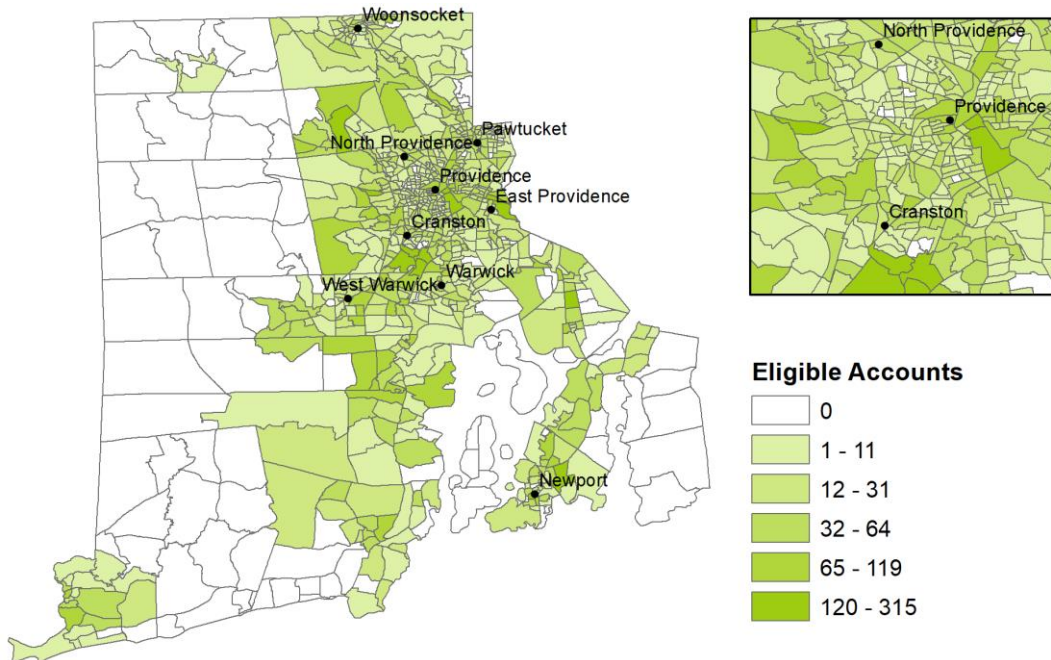 Woonsocket
Pawtucket
North Providence
Providence
East Providence
Cranston
Warwick
West Warwick
Newport
North Providence
Providence
Cranston
Eligible Accounts
0
1 - 11
12 - 31
32 - 64
65 - 119
120 - 315